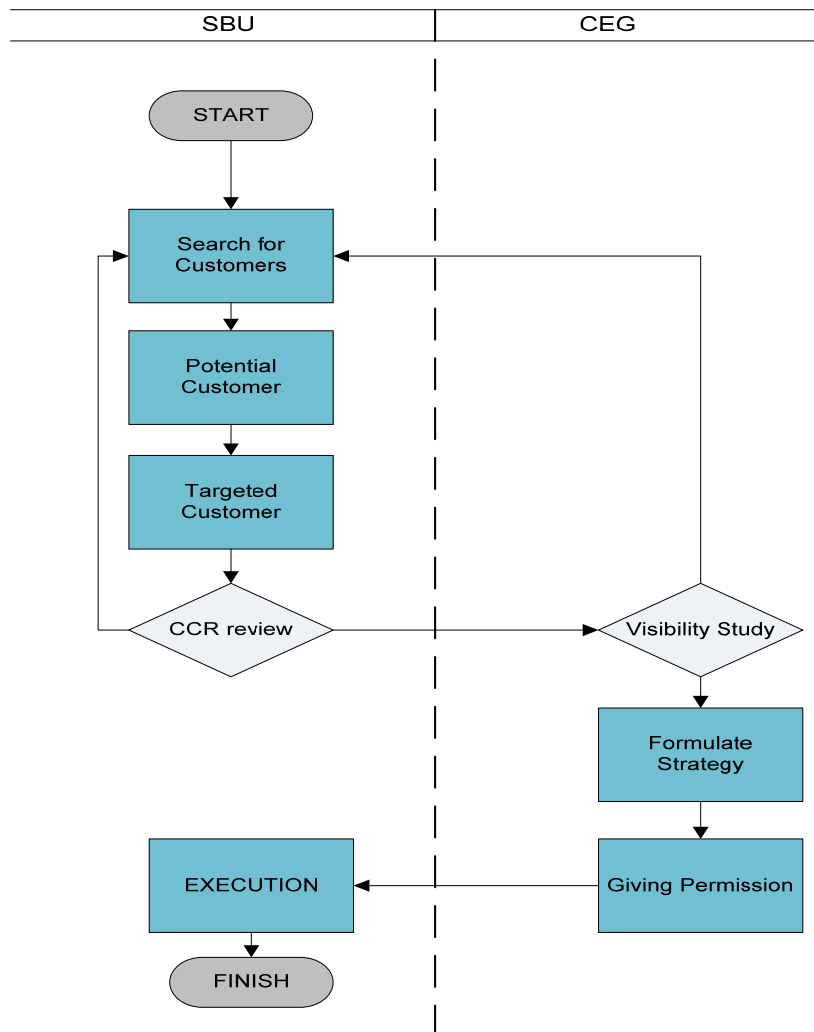 SBU
CEG
START
Search for
Customers
Potential
Customer
Targeted
Customer
CCR review
Visibility Study
Formulate
Strategy
EXECUTION
Giving Permission
FINISH